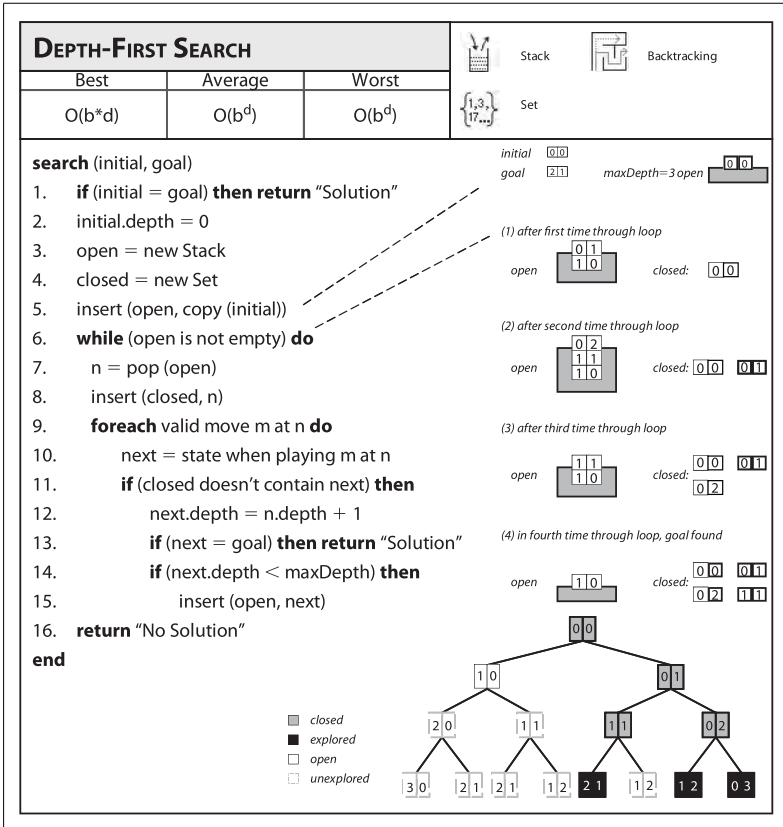 DEPTH-FIRST SEARCH
Best Average Worst
O(b*d) O(b^d) O(b^d)
Stack Backtracking
{1,3, 17...} Set
search (initial, goal)
1. if (initial = goal) then return “Solution”
2. initial.depth = 0
3. open = new Stack
4. closed = new Set
5. insert (open, copy (initial))
6. while (open is not empty) do
7. n = pop (open)
8. insert (closed, n)
9. foreach valid move m at n do
10. next = state when playing m at n
11. if (closed doesn’t contain next) then
12. next.depth = n.depth + 1
13. if (next = goal) then return “Solution”
14. if (next.depth < maxDepth) then
15. insert (open, next)
16. return “No Solution”
end
initial 0 0
goal 2 1 maxDepth=3 open 0 0
(1) after first time through loop
0 1
1 0
open closed: 0 0
(2) after second time through loop
0 2
1 1
1 0
open closed: 0 0 0 1
(3) after third time through loop
1 1
1 0
open closed: 0 0 0 1
0 2
(4) in fourth time through loop, goal found
open 1 0 closed: 0 0 0 1
0 2 1 1
0 0
1 0 0 1
2 0 1 1 1 1 0 2
3 0 2 1 2 1 1 2 2 1 1 2 1 2 0 3
closed
explored
open
unexplored